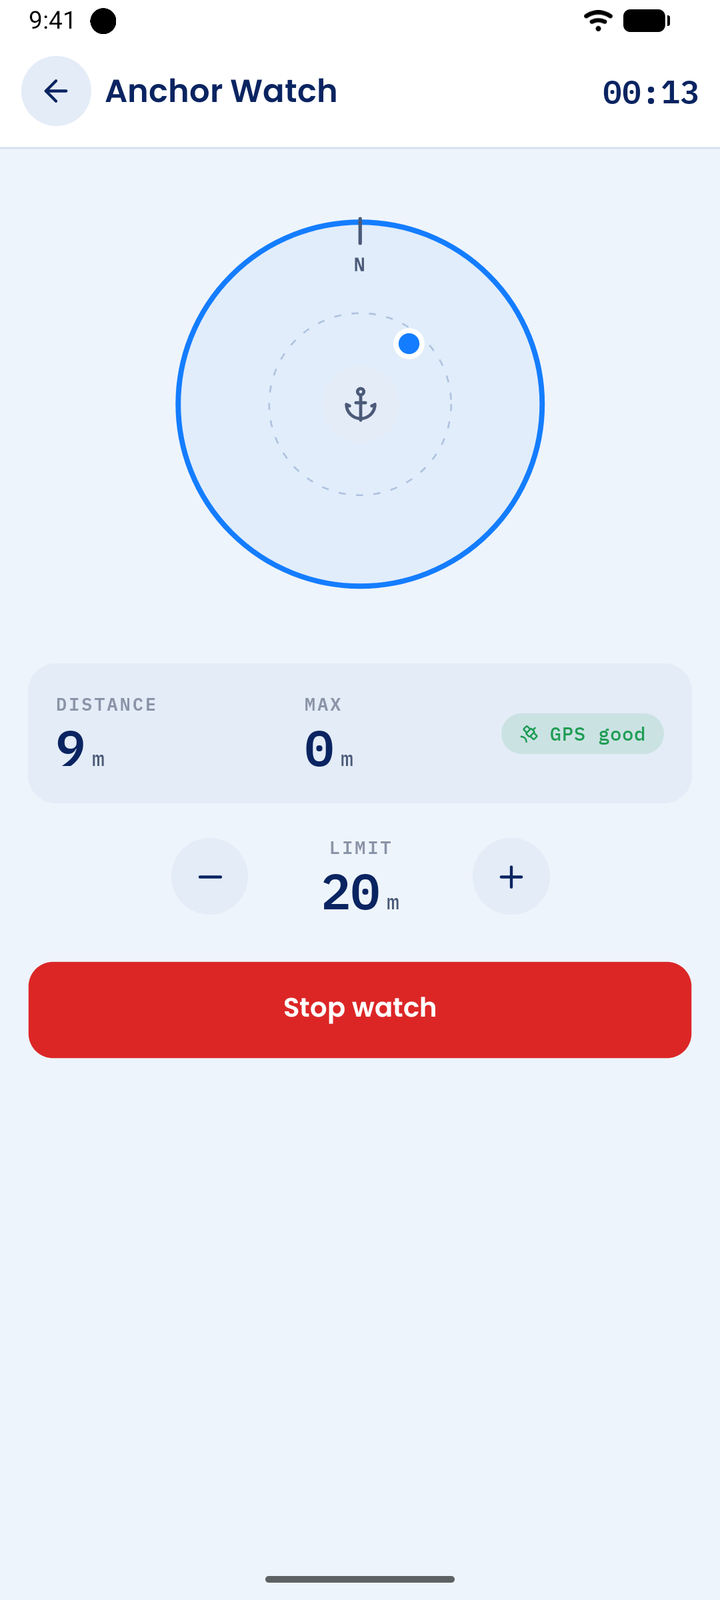 9:41
Anchor Watch
00:13
N
DISTANCE
MAX
9 m
0 m
GPS good
LIMIT
20 m
Stop watch